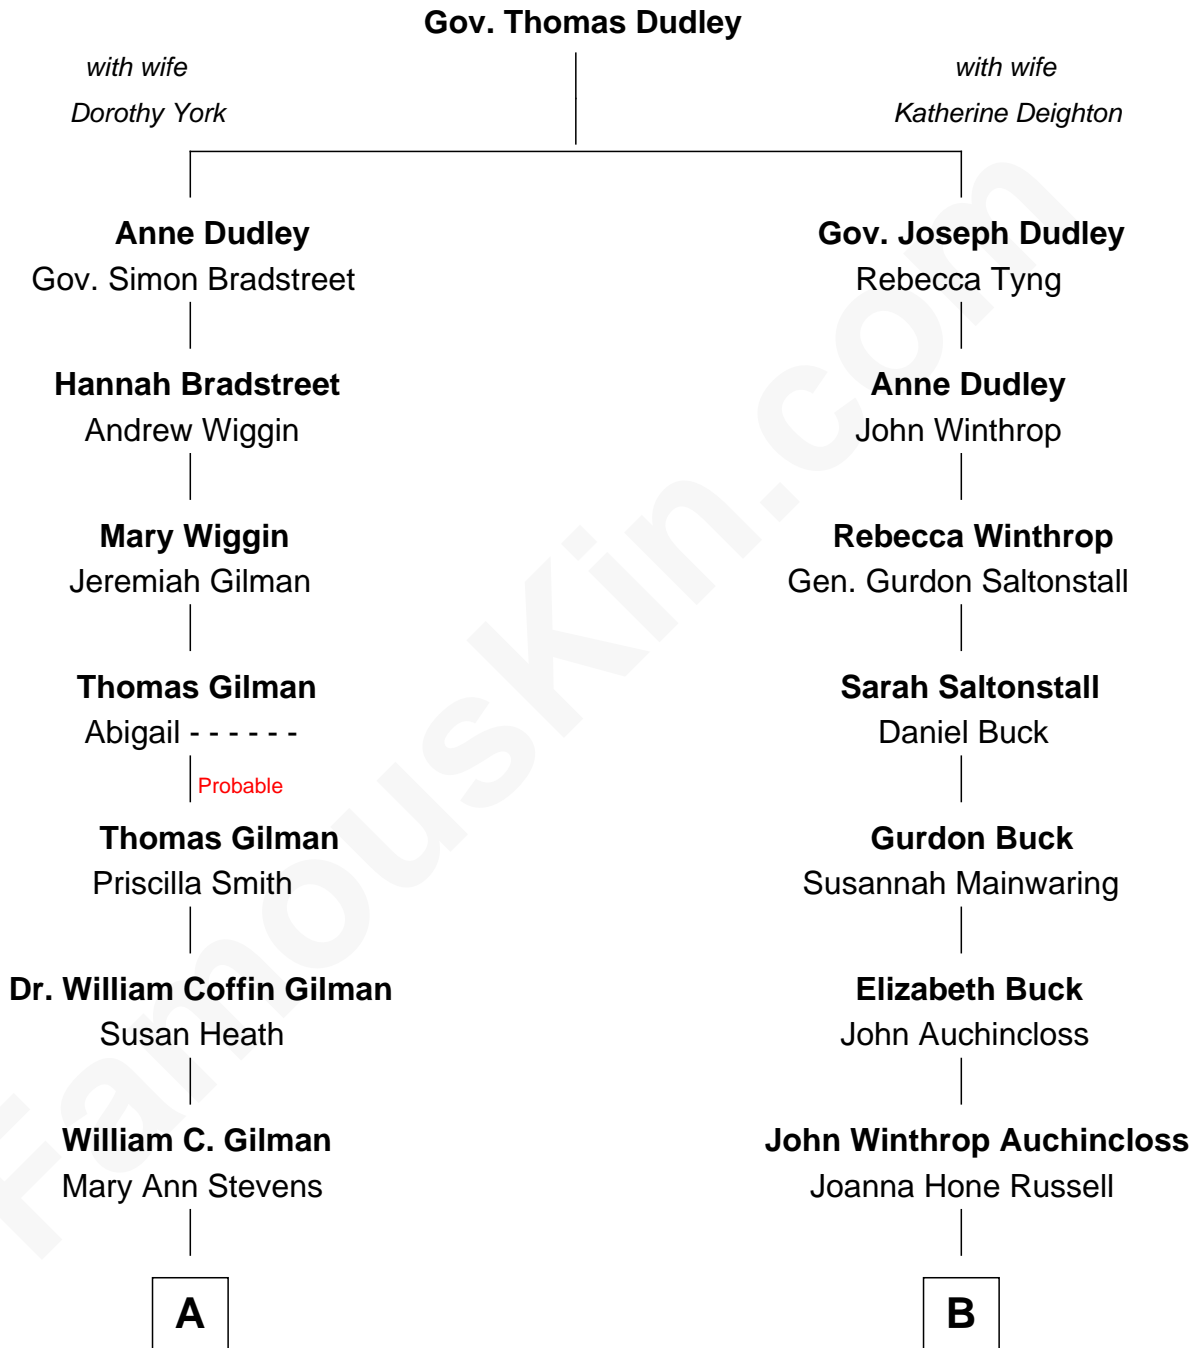 Gov. Thomas Dudley
with wife
Dorothy York
with wife
Katherine Deighton
Anne Dudley
Gov. Simon Bradstreet
Gov. Joseph Dudley
Rebecca Tyng
Hannah Bradstreet
Andrew Wiggin
Anne Dudley
John Winthrop
Mary Wiggin
Jeremiah Gilman
Rebecca Winthrop
Gen. Gurdon Saltonstall
Thomas Gilman
Abigail - - - - - -
Sarah Saltonstall
Daniel Buck
Probable
Thomas Gilman
Priscilla Smith
Gurdon Buck
Susannah Mainwaring
Dr. William Coffin Gilman
Susan Heath
Elizabeth Buck
John Auchincloss
William C. Gilman
Mary Ann Stevens
John Winthrop Auchincloss
Joanna Hone Russell
A
B
FamousKin.com